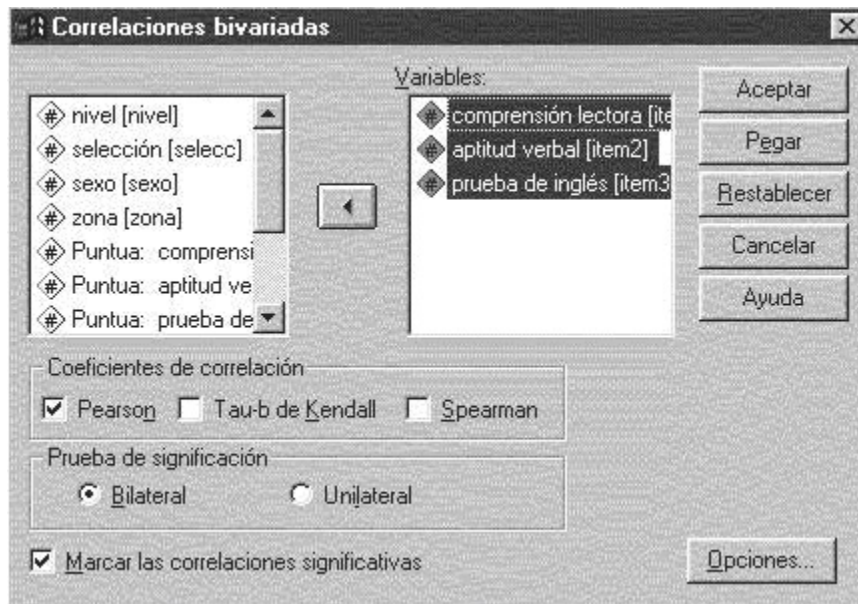 Correlaciones bivariadas
nivel [nivel]
selección [selecc]
sexo [sexo]
zona [zona]
Puntua: comprensi
Puntua: aptitud ve
Puntua: prueba de
Variables:
comprensión lectora [ite
aptitud verbal [item2]
prueba de inglés [item3
Aceptar
Pegar
Restablecer
Cancelar
Ayuda
Coeficientes de correlación
Pearson Tau-b de Kendall Spearman
Prueba de significación
Bilateral Unilateral
Marcar las correlaciones significativas
Opciones...